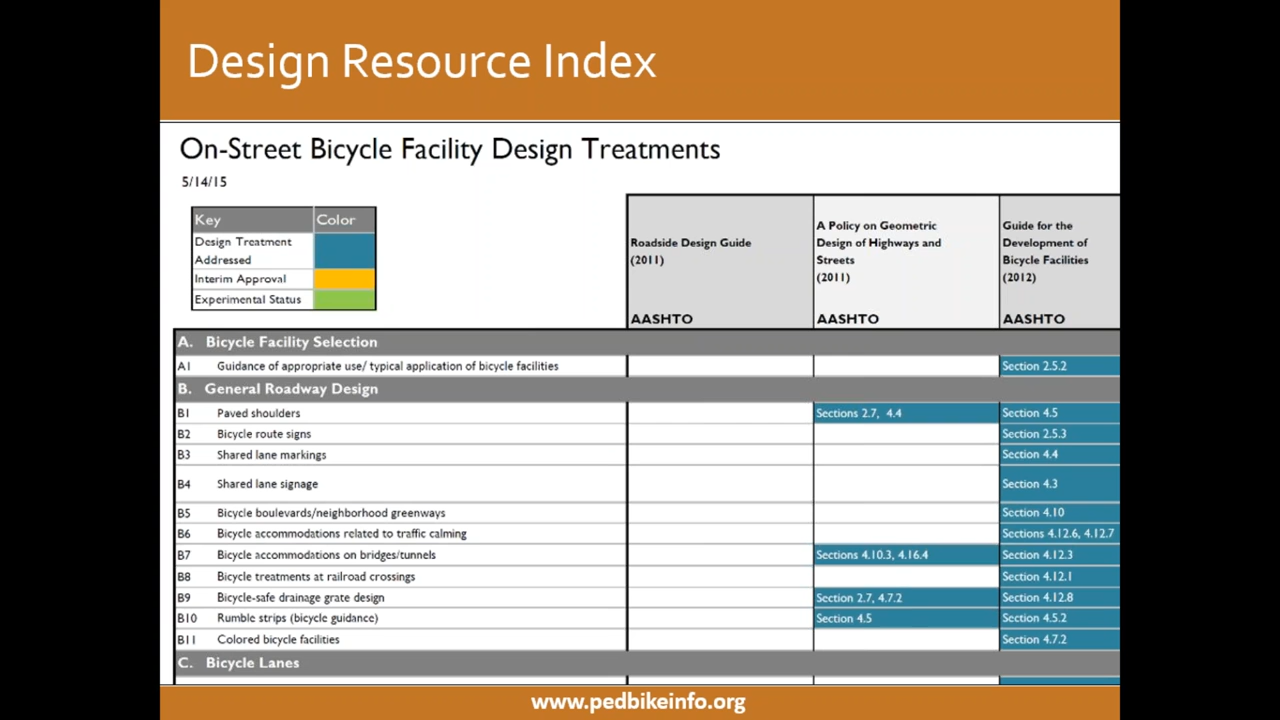 Design Resource Index
On-Street Bicycle Facility Design Treatments
5/14/15
Key Color
Design Treatment
Addressed
Interim Approval
Experimental Status
Roadside Design Guide
(2011)
AASHTO
A Policy on Geometric
Design of Highways and
Streets
(2011)
AASHTO
Guide for the
Development of
Bicycle Facilities
(2012)
AASHTO
A. Bicycle Facility Selection
A1 Guidance of appropriate use/ typical application of bicycle facilities Section 2.5.2
B. General Roadway Design
B1 Paved shoulders Sections 2.7, 4.4 Section 4.5
B2 Bicycle route signs Section 2.5.3
B3 Shared lane markings Section 4.4
B4 Shared lane signage Section 4.3
B5 Bicycle boulevards/neighborhood greenways Section 4.10
B6 Bicycle accommodations related to traffic calming Sections 4.12.6, 4.12.7
B7 Bicycle accommodations on bridges/tunnels Sections 4.10.3, 4.16.4 Section 4.12.3
B8 Bicycle treatments at railroad crossings Section 4.12.1
B9 Bicycle-safe drainage grate design Section 2.7, 4.7.2 Section 4.12.8
B10 Rumble strips (bicycle guidance) Section 4.5 Section 4.5.2
B11 Colored bicycle facilities Section 4.7.2
C. Bicycle Lanes
www.pedbikeinfo.org